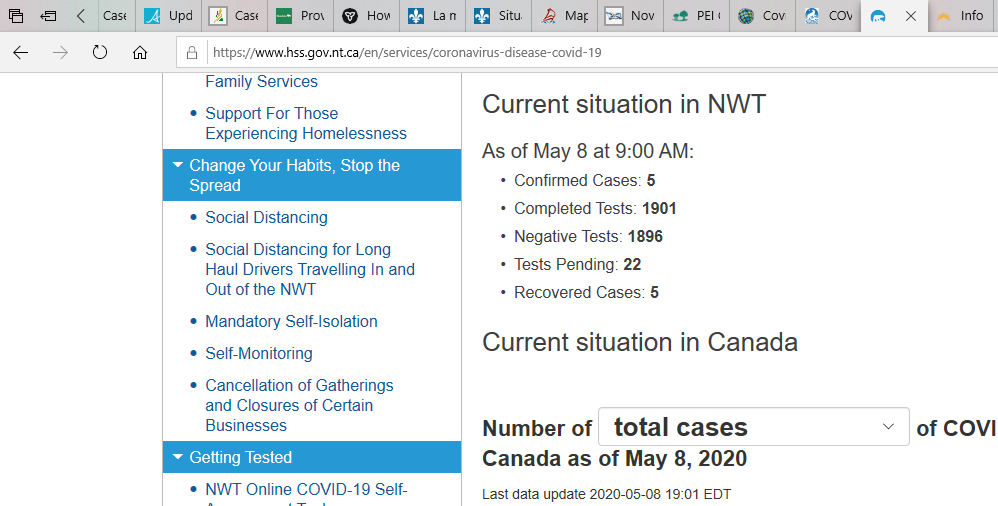 Case
Upd
Case
Prov
How
La n
Situ
Map
Nov
PEI
Cov
COV
Info
https://www.hss.gov.nt.ca/en/services/coronavirus-disease-covid-19
Family Services
Support For Those
Experiencing Homelessness
Change Your Habits, Stop the
Spread
Social Distancing
Social Distancing for Long
Haul Drivers Travelling In and
Out of the NWT
Mandatory Self-Isolation
Self-Monitoring
Cancellation of Gatherings
and Closures of Certain
Businesses
Getting Tested
NWT Online COVID-19 Self-
Current situation in NWT
As of May 8 at 9:00 AM:
Confirmed Cases: 5
Completed Tests: 1901
Negative Tests: 1896
Tests Pending: 22
Recovered Cases: 5
Current situation in Canada
Number of total cases of COVI
Canada as of May 8, 2020
Last data update 2020-05-08 19:01 EDT